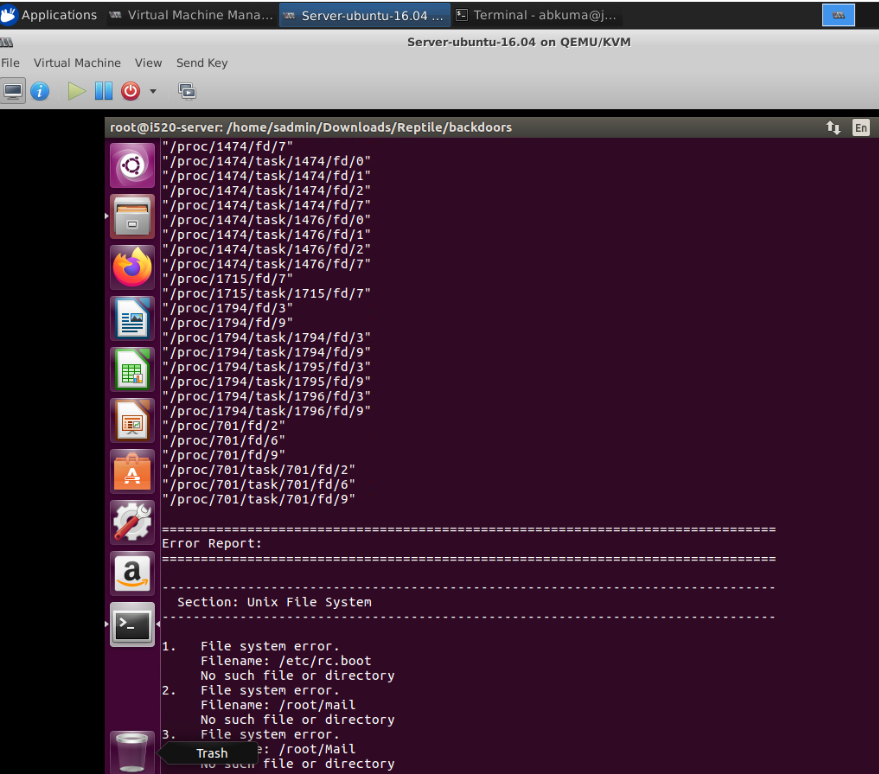 Applications Virtual Machine Mana... Server-ubuntu-16.04 ... Terminal - abkuma@j...
Server-ubuntu-16.04 on QEMU/KVM
File Virtual Machine View Send Key
root@i520-server: /home/sadmin/Downloads/Reptile/backdoors En
"/proc/1474/fd/7"
"/proc/1474/task/1474/fd/0"
"/proc/1474/task/1474/fd/1"
"/proc/1474/task/1474/fd/2"
"/proc/1474/task/1474/fd/7"
"/proc/1474/task/1476/fd/0"
"/proc/1474/task/1476/fd/1"
"/proc/1474/task/1476/fd/2"
"/proc/1474/task/1476/fd/7"
"/proc/1715/fd/7"
"/proc/1715/task/1715/fd/7"
"/proc/1794/fd/3"
"/proc/1794/fd/9"
"/proc/1794/task/1794/fd/3"
"/proc/1794/task/1794/fd/9"
"/proc/1794/task/1795/fd/3"
"/proc/1794/task/1795/fd/9"
"/proc/1794/task/1796/fd/3"
"/proc/1794/task/1796/fd/9"
"/proc/701/fd/2"
"/proc/701/fd/6"
"/proc/701/fd/9"
"/proc/701/task/701/fd/2"
"/proc/701/task/701/fd/6"
"/proc/701/task/701/fd/9"
===============================================================================
Error Report:
===============================================================================
-------------------------------------------------------------------------------
Section: Unix File System
-------------------------------------------------------------------------------
1. File system error.
Filename: /etc/rc.boot
No such file or directory
2. File system error.
Filename: /root/mail
No such file or directory
3. File system error.
Trash e: /root/Mail
No such file or directory